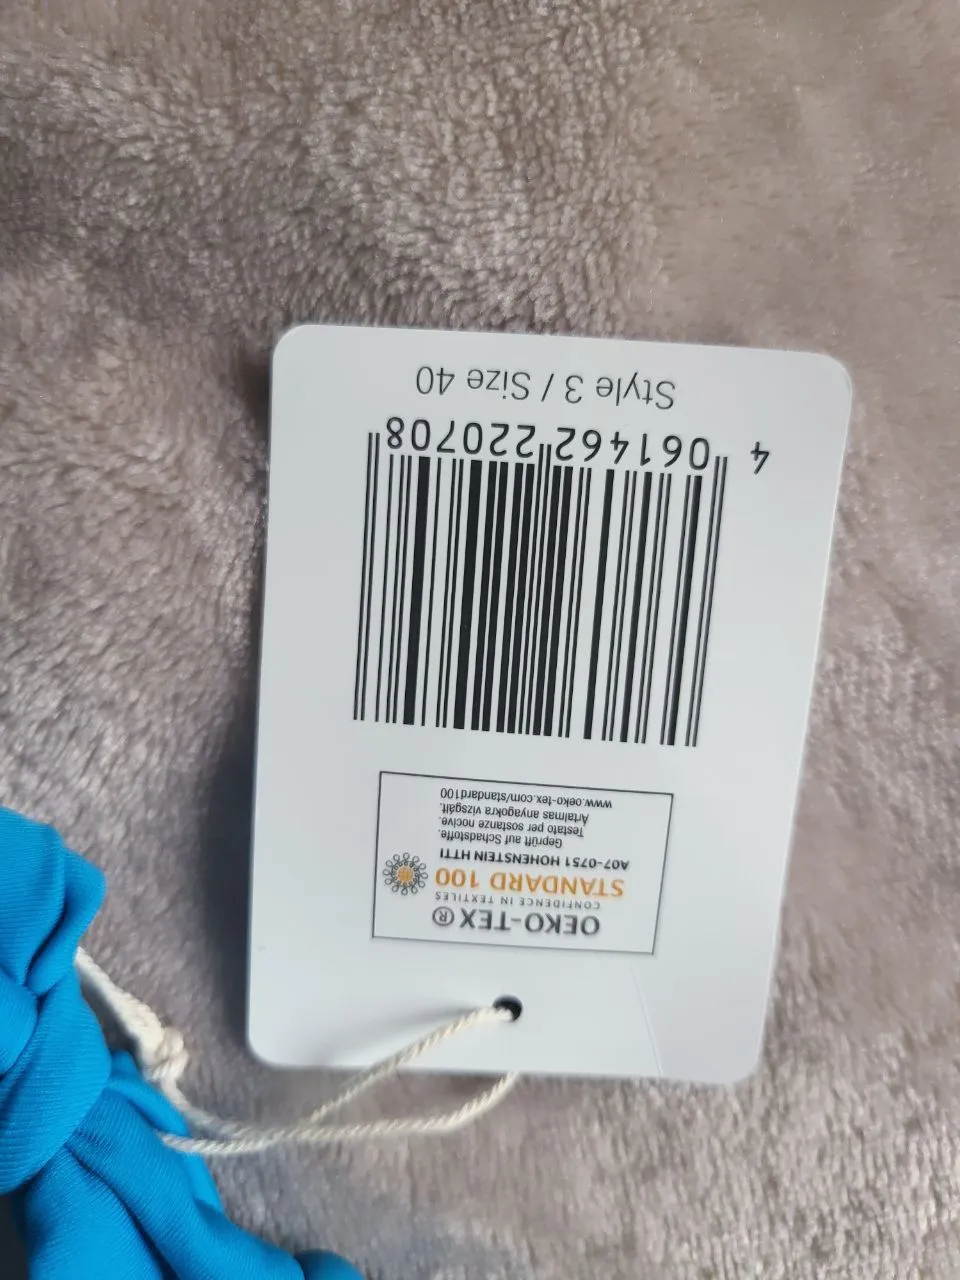 OEKO-TEX®
CONFIDENCE IN TEXTILES
STANDARD 100
A07-0751 HOHENSTEIN HTTI
Geprüft auf Schadstoffe.
Testato per sostanze nocive.
Ártalmas anyagokra vizsgált.
www.oeko-tex.com/standard100
4 061462 220708
Style 3 / Size 40